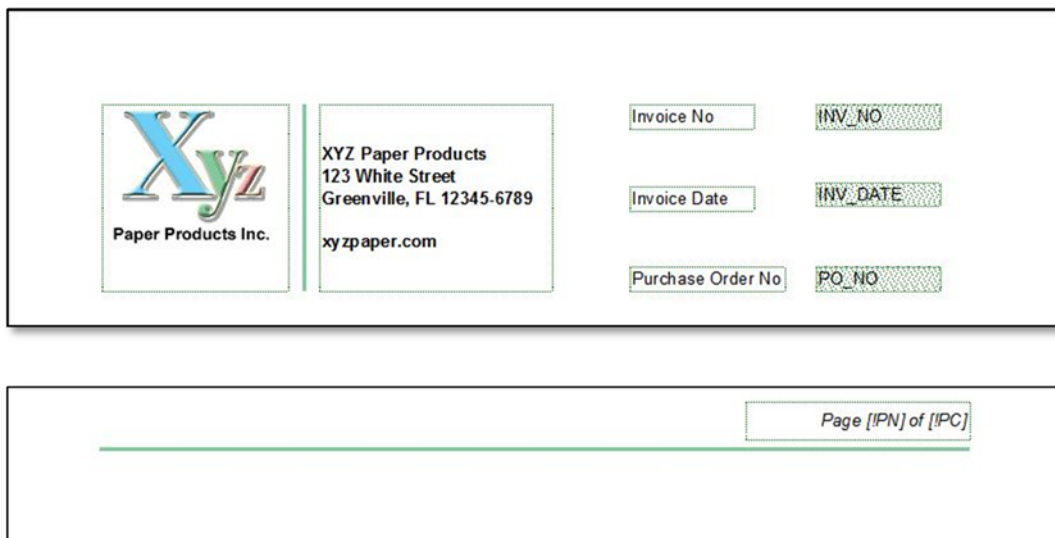 Xyz
Paper Products Inc.
XYZ Paper Products
123 White Street
Greenville, FL 12345-6789
xyzpaper.com
Invoice No INV_NO
Invoice Date INV_DATE
Purchase Order No PO_NO
Page [!PN] of [!PC]